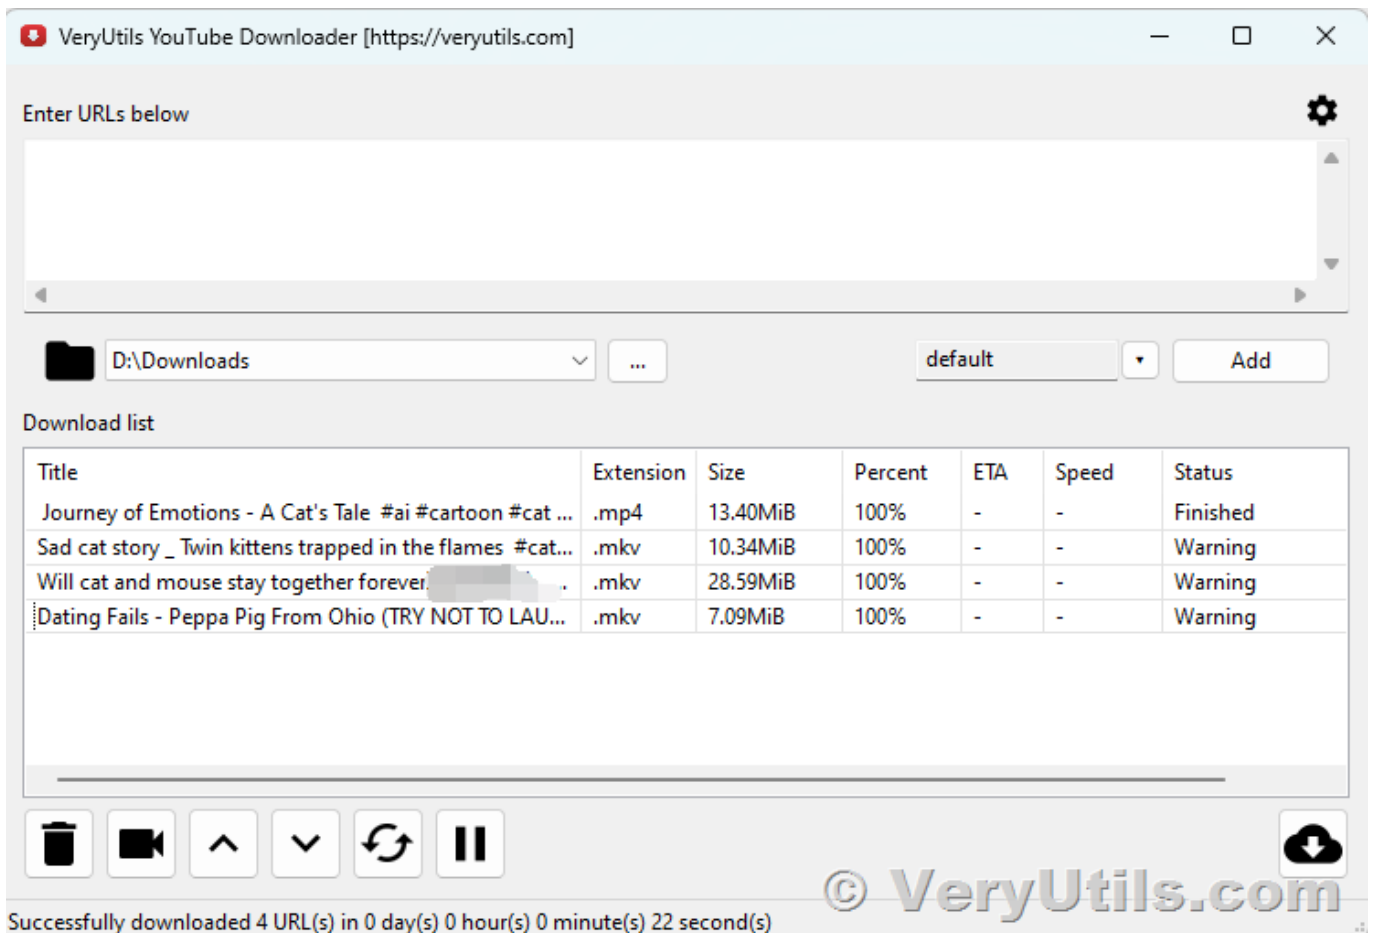 VeryUtils YouTube Downloader [https://veryutils.com]
Enter URLs below
D:\Downloads
...
default
Add
Download list
Title Extension Size Percent ETA Speed Status
Journey of Emotions - A Cat's Tale #ai #cartoon #cat ... .mp4 13.40MiB 100% - - Finished
Sad cat story _ Twin kittens trapped in the flames #cat... .mkv 10.34MiB 100% - - Warning
Will cat and mouse stay together forever .mkv 28.59MiB 100% - - Warning
Dating Fails - Peppa Pig From Ohio (TRY NOT TO LAU... .mkv 7.09MiB 100% - - Warning
© VeryUtils.com
Successfully downloaded 4 URL(s) in 0 day(s) 0 hour(s) 0 minute(s) 22 second(s)